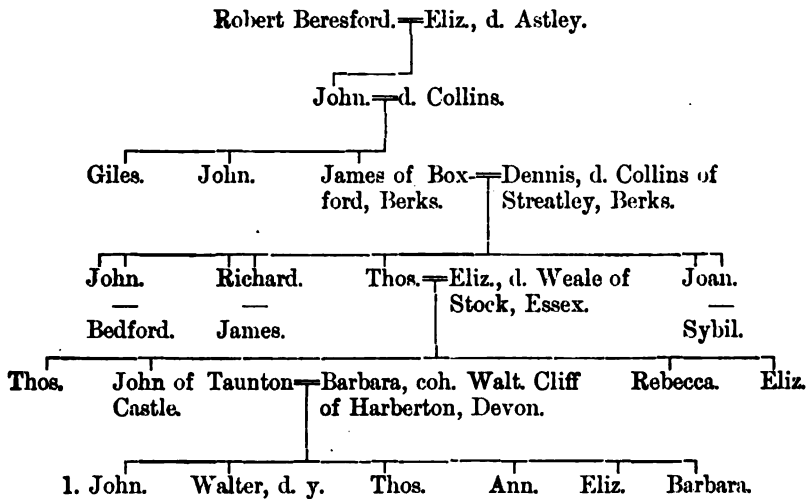 Robert Beresford.=Eliz., d. Astley.
John.=d. Collins.
Giles. John. James of Box-=Dennis, d. Collins of
ford, Berks. Streatley, Berks.
John. Richard. Thos.=Eliz., d. Weale of Joan.
— — Stock, Essex. —
Bedford. James. Sybil.
Thos. John of Taunton=Barbara, coh. Walt. Cliff Rebecca. Eliz.
Castle. of Harberton, Devon.
1. John. Walter, d. y. Thos. Ann. Eliz. Barbara.